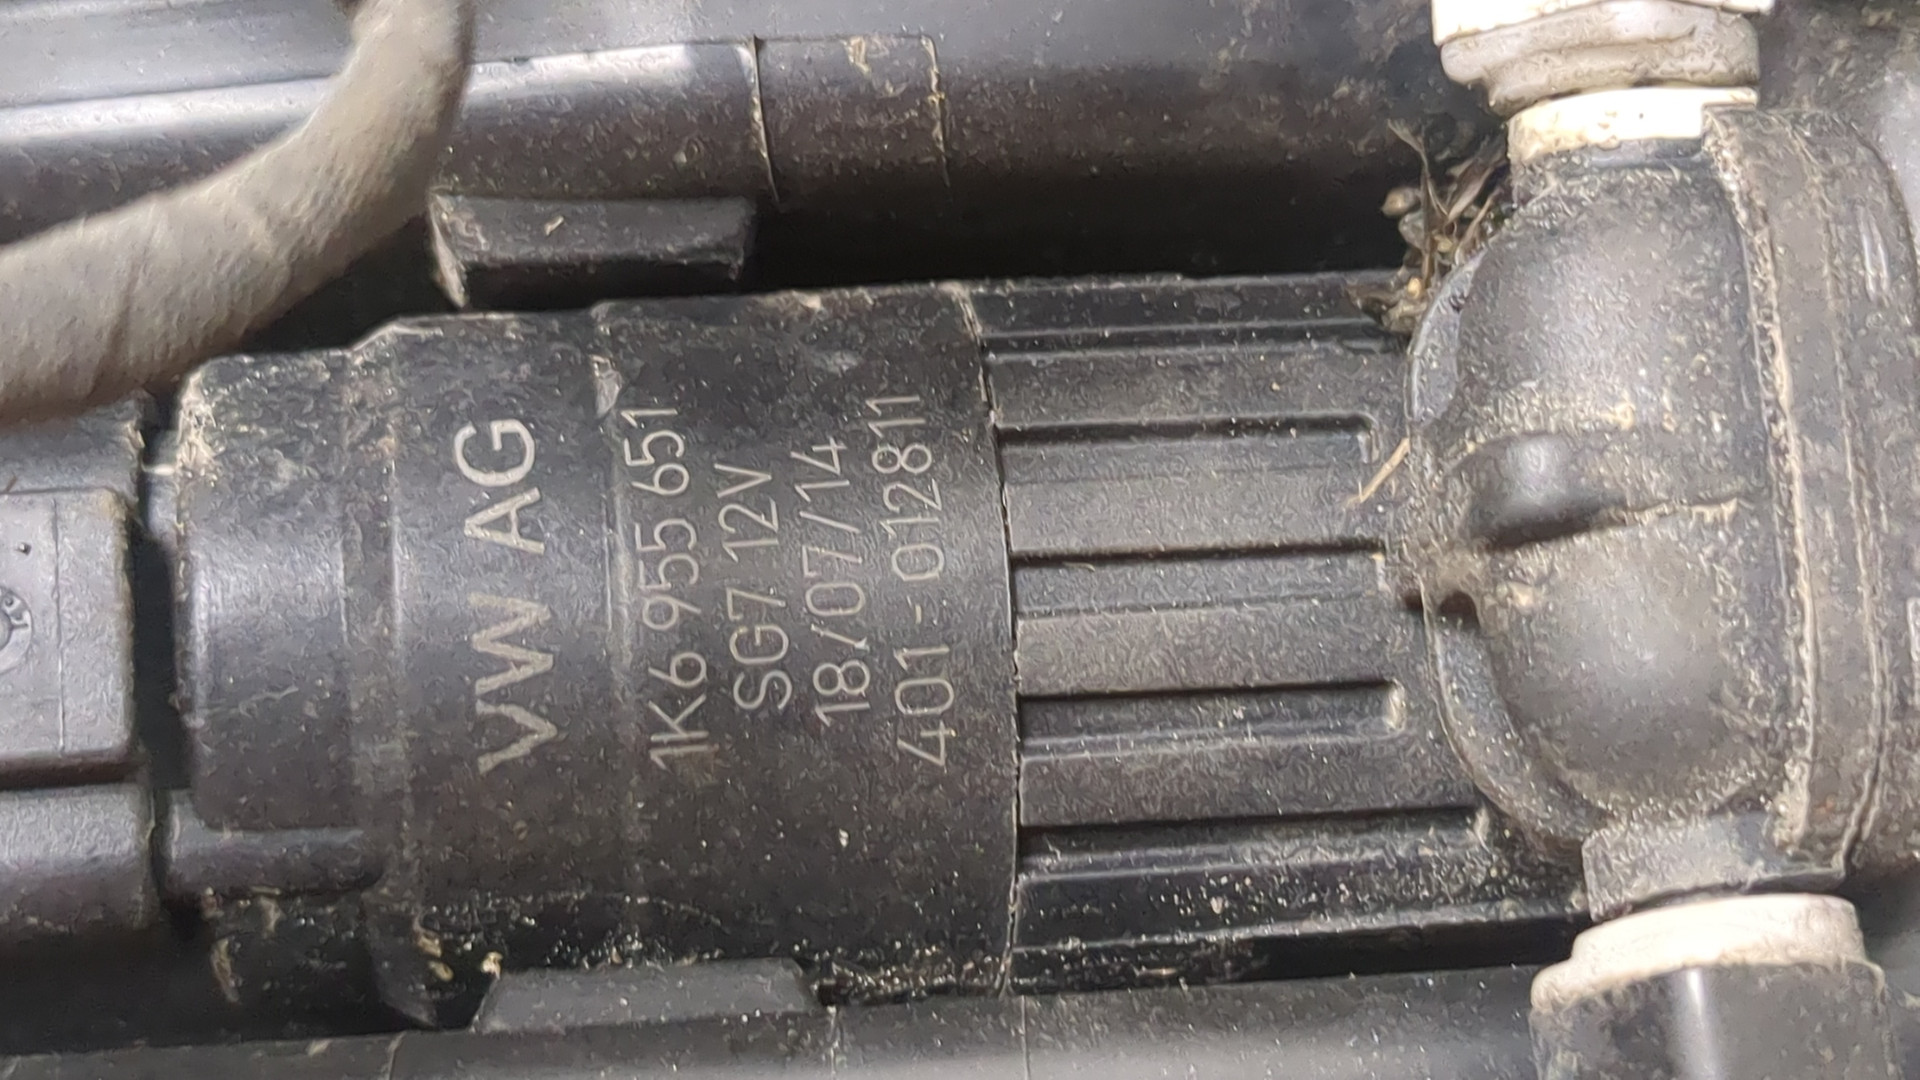 VW AG
1K6 955 651
SG7 12V
18/07/14
401-012811